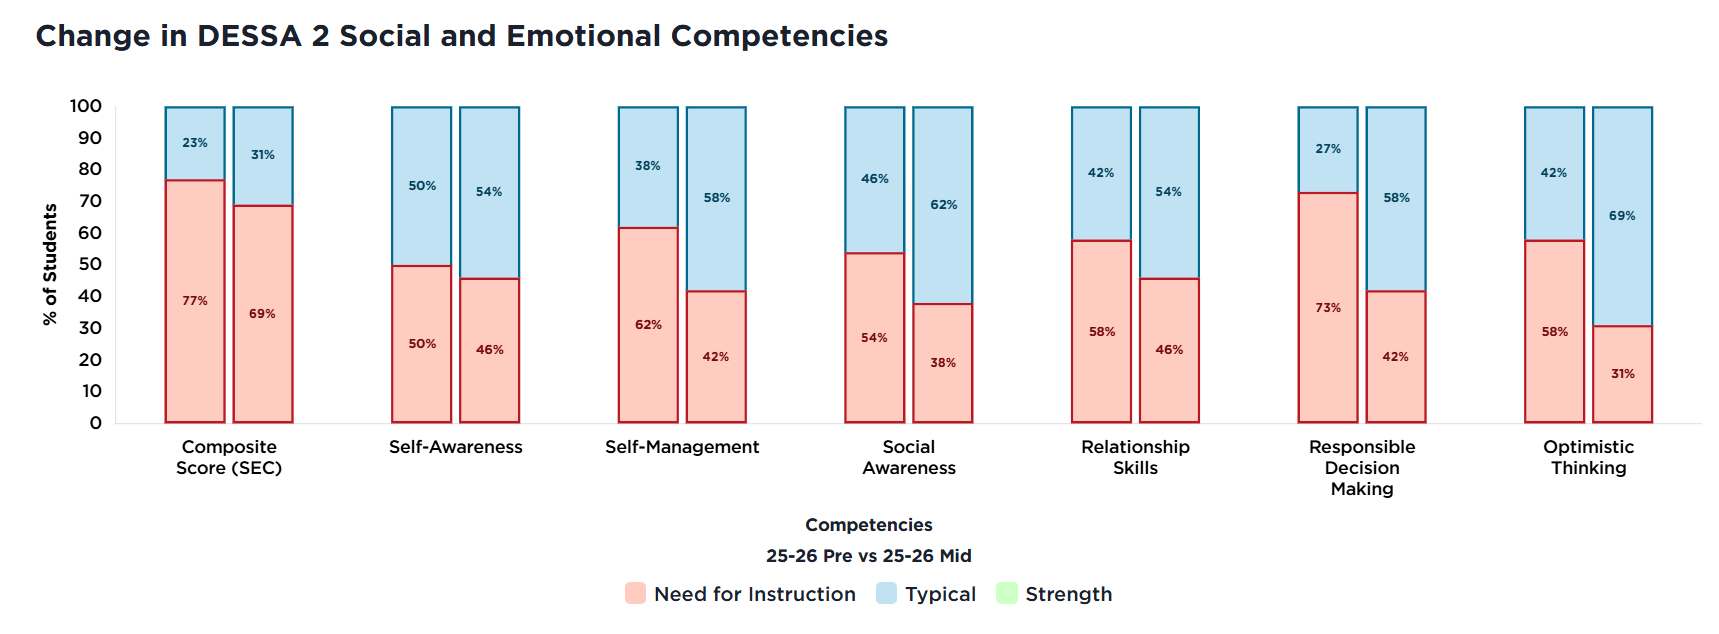 Change in DESSA 2 Social and Emotional Competencies
% of Students
100
90
80
70
60
50
40
30
20
10
0
23%
77%
31%
69%
50%
50%
54%
46%
38%
62%
58%
42%
46%
54%
62%
38%
42%
58%
54%
46%
27%
73%
58%
42%
42%
58%
69%
31%
Composite
Score (SEC)
Self-Awareness
Self-Management
Social
Awareness
Relationship
Skills
Responsible
Decision
Making
Optimistic
Thinking
Competencies
25-26 Pre vs 25-26 Mid
Need for Instruction
Typical
Strength